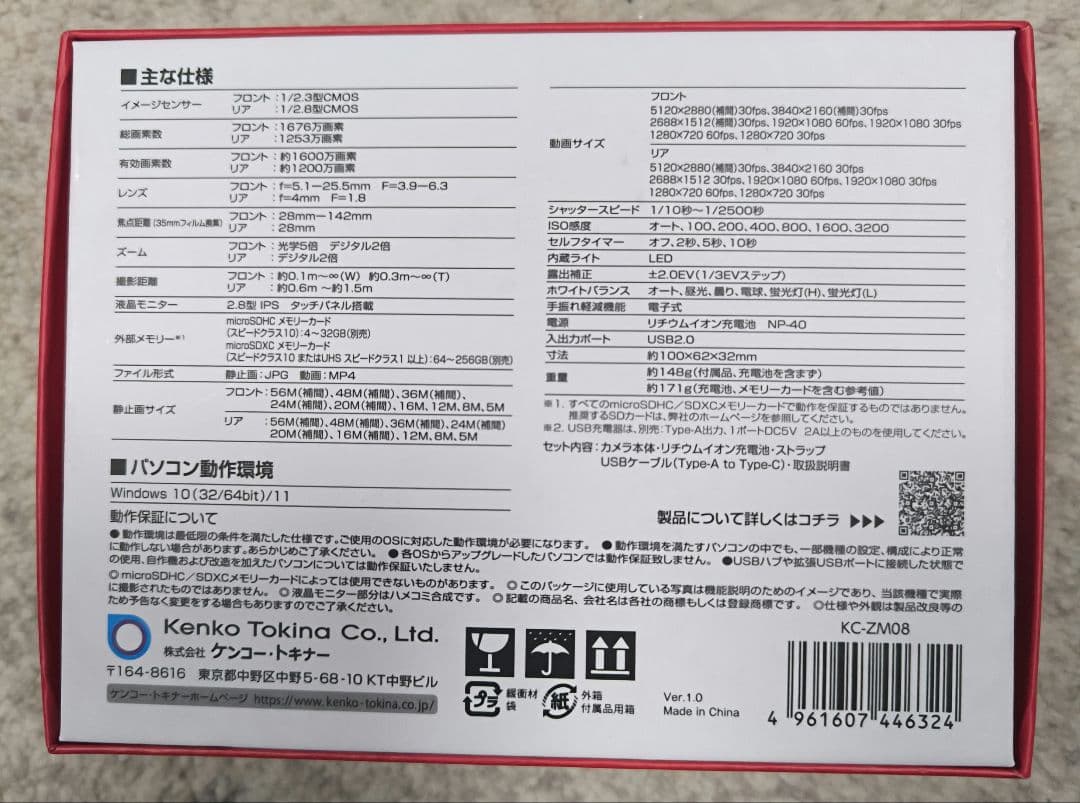 ■主な仕様
イメージセンサー フロント：1/2.3型CMOS
リア ：1/2.8型CMOS
総画素数 フロント：1676万画素
リア ：1253万画素
有効画素数 フロント：約1600万画素
リア ：約1200万画素
レンズ フロント：f=5.1－25.5mm F=3.9－6.3
リア ：f=4mm F=1.8
焦点距離(35mmフィルム換算) フロント：28mm－142mm
リア ：28mm
ズーム フロント：光学5倍 デジタル2倍
リア ：デジタル2倍
撮影距離 フロント：約0.1m～∞(W) 約0.3m～∞(T)
リア ：約0.6m ～約1.5m
液晶モニター 2.8型 IPS タッチパネル搭載
外部メモリー※1 microSDHC メモリーカード
(スピードクラス10)：4～32GB(別売)
microSDXC メモリーカード
(スピードクラス10 またはUHS スピードクラス1 以上)：64～256GB(別売)
ファイル形式 静止画：JPG 動画：MP4
静止画サイズ フロント：56M(補間)、48M(補間)、36M(補間)、
24M(補間)、20M(補間)、16M、12M、8M、5M
リア ：56M(補間)、48M(補間)、36M(補間)、24M(補間)
20M(補間)、16M(補間)、12M、8M、5M
■パソコン動作環境
Windows 10(32/64bit)/11
動画サイズ フロント
5120×2880(補間)30fps、3840×2160(補間)30fps
2688×1512(補間)30fps、1920×1080 60fps、1920×1080 30fps
1280×720 60fps、1280×720 30fps
リア
5120×2880(補間)30fps、3840×2160 30fps
2688×1512 30fps、1920×1080 60fps、1920×1080 30fps
1280×720 60fps、1280×720 30fps
シャッタースピード 1/10秒～1/2500秒
ISO感度 オート、100、200、400、800、1600、3200
セルフタイマー オフ、2秒、5秒、10秒
内蔵ライト LED
露出補正 ±2.0EV(1/3EVステップ)
ホワイトバランス オート、昼光、曇り、電球、蛍光灯(H)、蛍光灯(L)
手振れ軽減機能 電子式
電源 リチウムイオン充電池 NP-40
入出力ポート USB2.0
寸法 約100×62×32mm
重量 約148g(付属品、充電池を含まず)
約171g(充電池、メモリーカードを含む参考値)
※1. すべてのmicroSDHC／SDXCメモリーカードで動作を保証するものではありません。
推奨するSDカードは、弊社のホームページを参照してください。
※2. USB充電器は、別売：Type-A出力、1ポートDC5V 2A以上のものを使用してください。
セット内容：カメラ本体・リチウムイオン充電池・ストラップ
USBケーブル(Type-A to Type-C)・取扱説明書
製品について詳しくはコチラ ▶▶▶
動作保証について
●動作環境は最低限の条件を満たした仕様です。ご使用のOSに対応した動作環境が必要になります。 ●動作環境を満たすパソコンの中でも、一部機種の設定、構成により正常
に動作しない場合があります。あらかじめご了承ください。 ●各OSからアップグレードしたパソコンでは動作保証致しません。 ●USBハブや拡張USBポートに接続した状態で
の使用、自作機および改造を加えたパソコンについては動作保証いたしません。
◎microSDHC／SDXCメモリーカードによっては使用できないものがあります。 ◎このパッケージに使用している写真は機能説明のためのイメージであり、当該機種で実際
に撮影されたものではありません。 ◎液晶モニター部分はハメコミ合成です。 ◎記載の商品名、会社名は各社の商標もしくは登録商標です。 ◎仕様や外観は製品改良等の
ため予告なく変更をする場合もありますのでご了承ください。
Kenko Tokina Co., Ltd.
株式会社 ケンコー・トキナー
〒164-8616 東京都中野区中野5-68-10 KT中野ビル
ケンコー・トキナーホームページ https://www.kenko-tokina.co.jp/
プラ 緩衝材
袋
紙 外箱
付属品用箱
Ver.1.0
Made in China
KC-ZM08
4 961607 446324